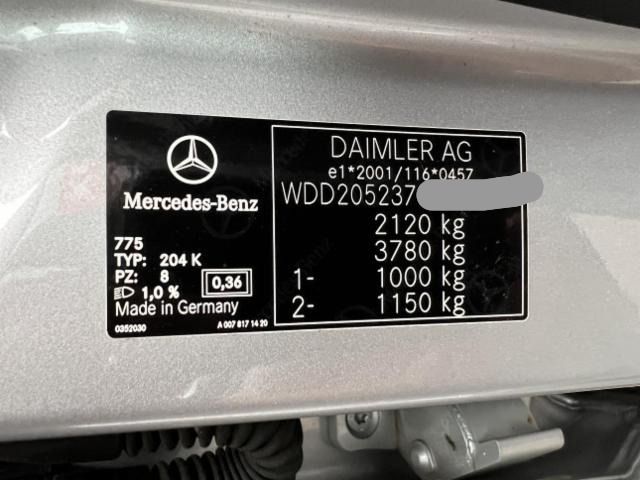 Mercedes-Benz
775
TYP: 204 K
PZ: 8
1,0 % 0,36
Made in Germany
0352030 A 007 817 14 20
DAIMLER AG
e1*2001/116*0457
WDD205237
2120 kg
3780 kg
1- 1000 kg
2- 1150 kg